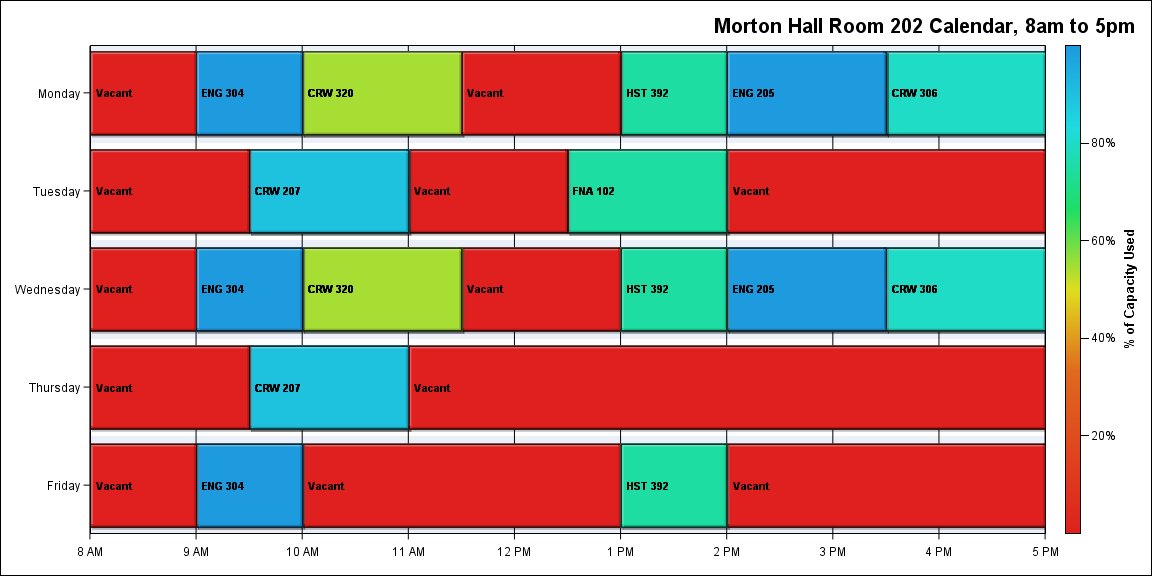 Morton Hall Room 202 Calendar, 8am to 5pm
Monday
Vacant
ENG 304
CRW 320
Vacant
HST 392
ENG 205
CRW 306
Tuesday
Vacant
CRW 207
Vacant
FNA 102
Vacant
Wednesday
Vacant
ENG 304
CRW 320
Vacant
HST 392
ENG 205
CRW 306
Thursday
Vacant
CRW 207
Vacant
Friday
Vacant
ENG 304
Vacant
HST 392
Vacant
8 AM
9 AM
10 AM
11 AM
12 PM
1 PM
2 PM
3 PM
4 PM
5 PM
80%
60%
40%
20%
% of Capacity Used